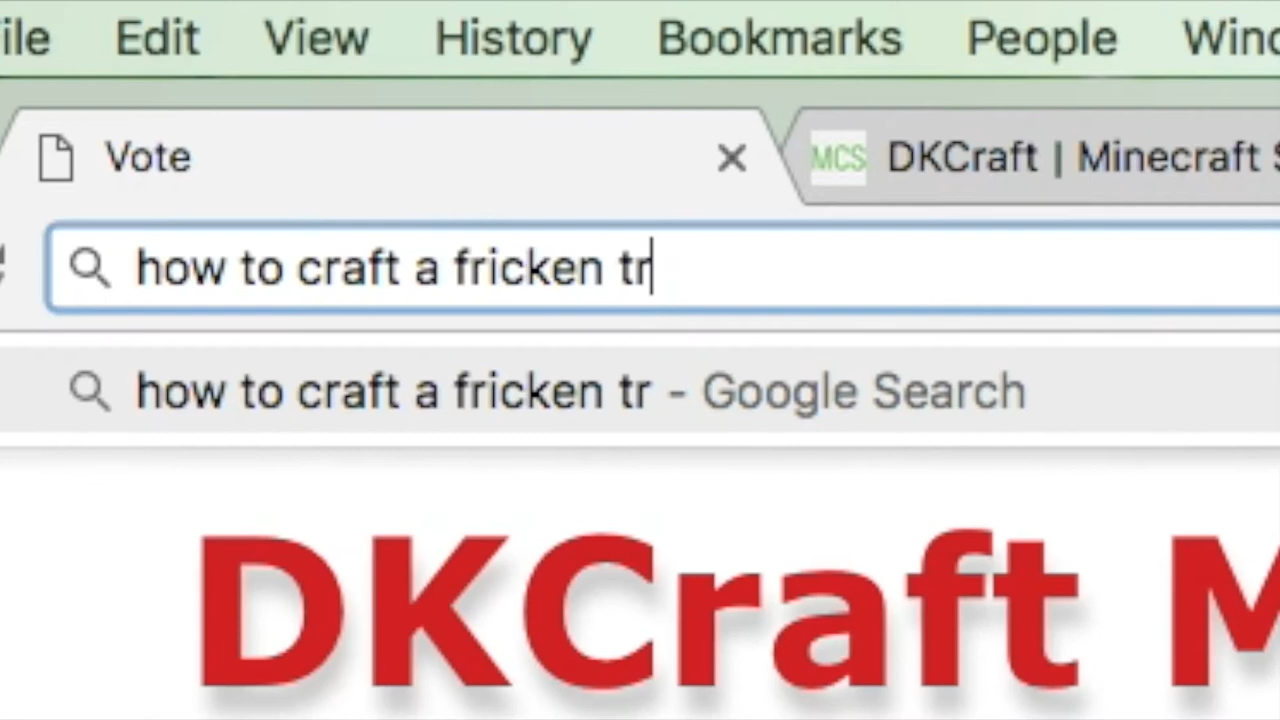 ile Edit View History Bookmarks People Wind
Vote MCS DKCraft | Minecraft S
how to craft a fricken tr
how to craft a fricken tr - Google Search
DKCraft M